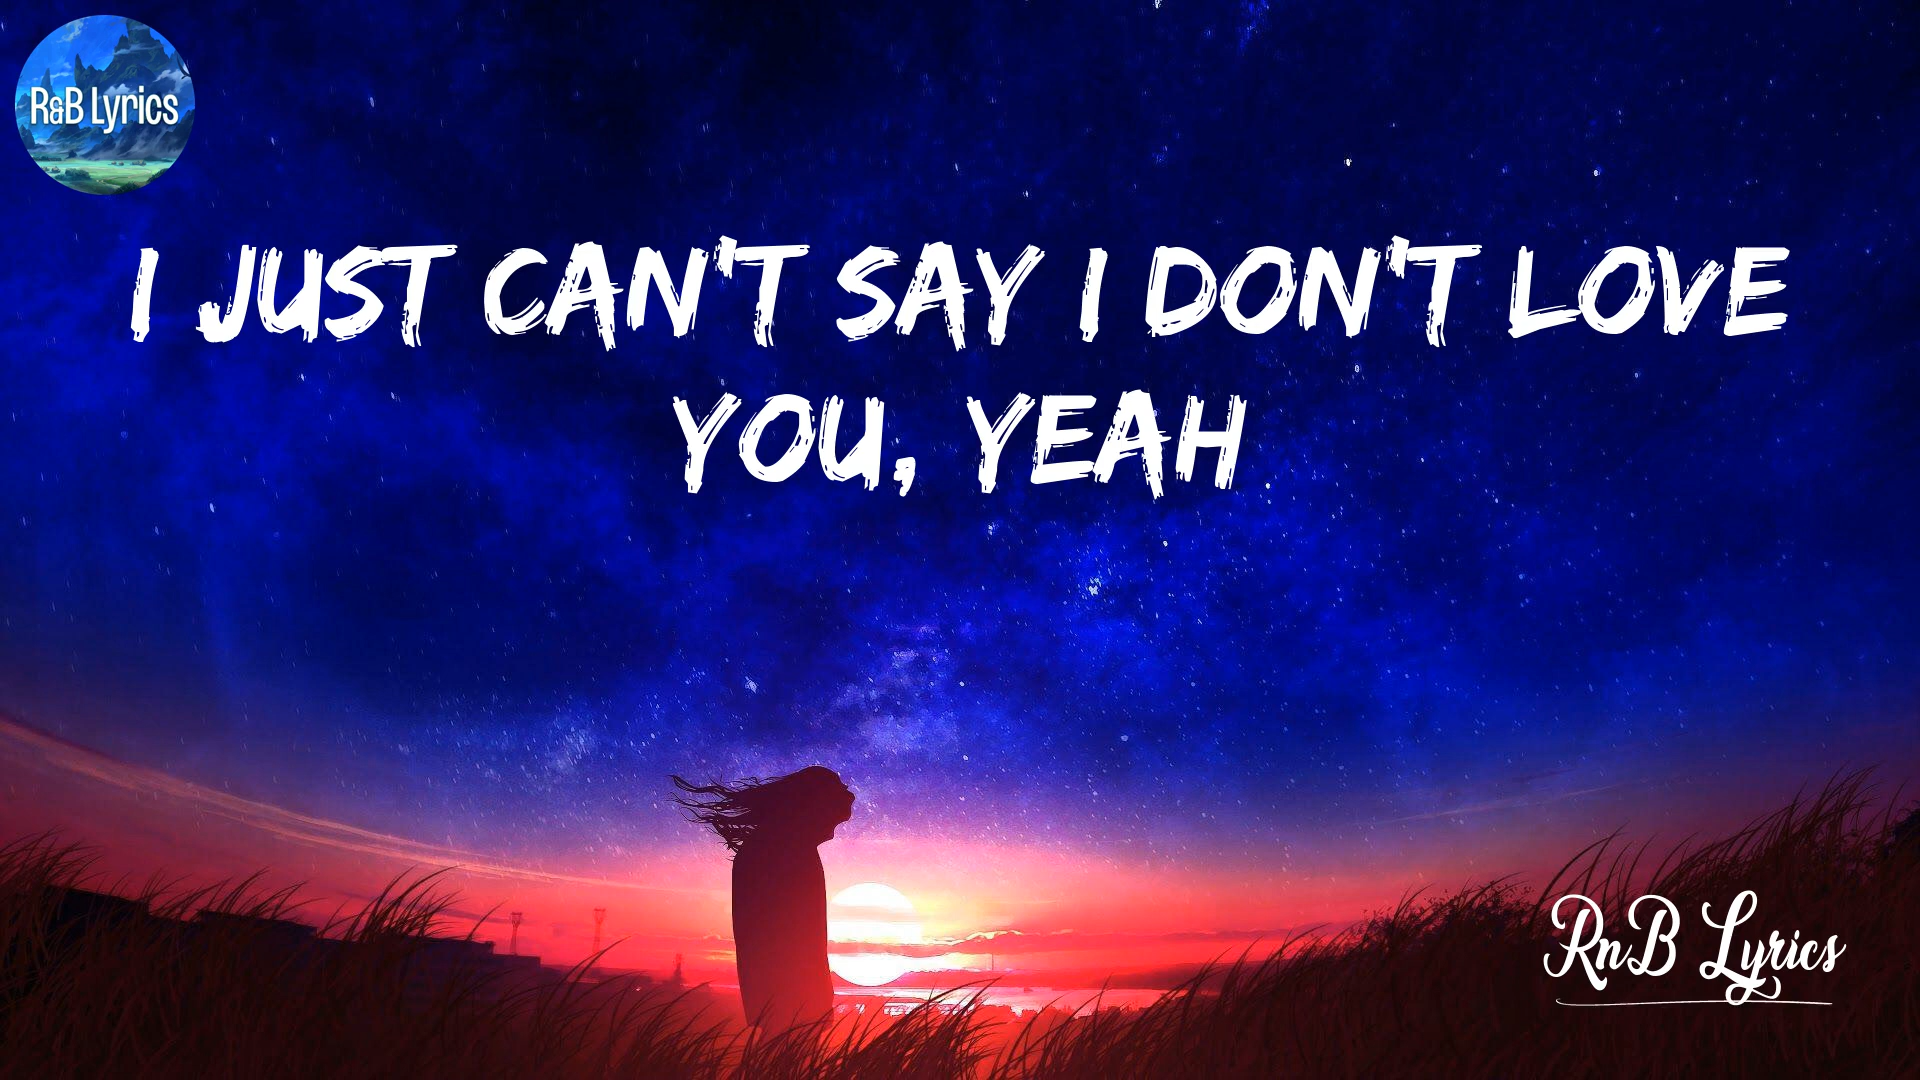 R&B Lyrics
I JUST CAN'T SAY I DON'T LOVE
YOU, YEAH
RnB Lyrics